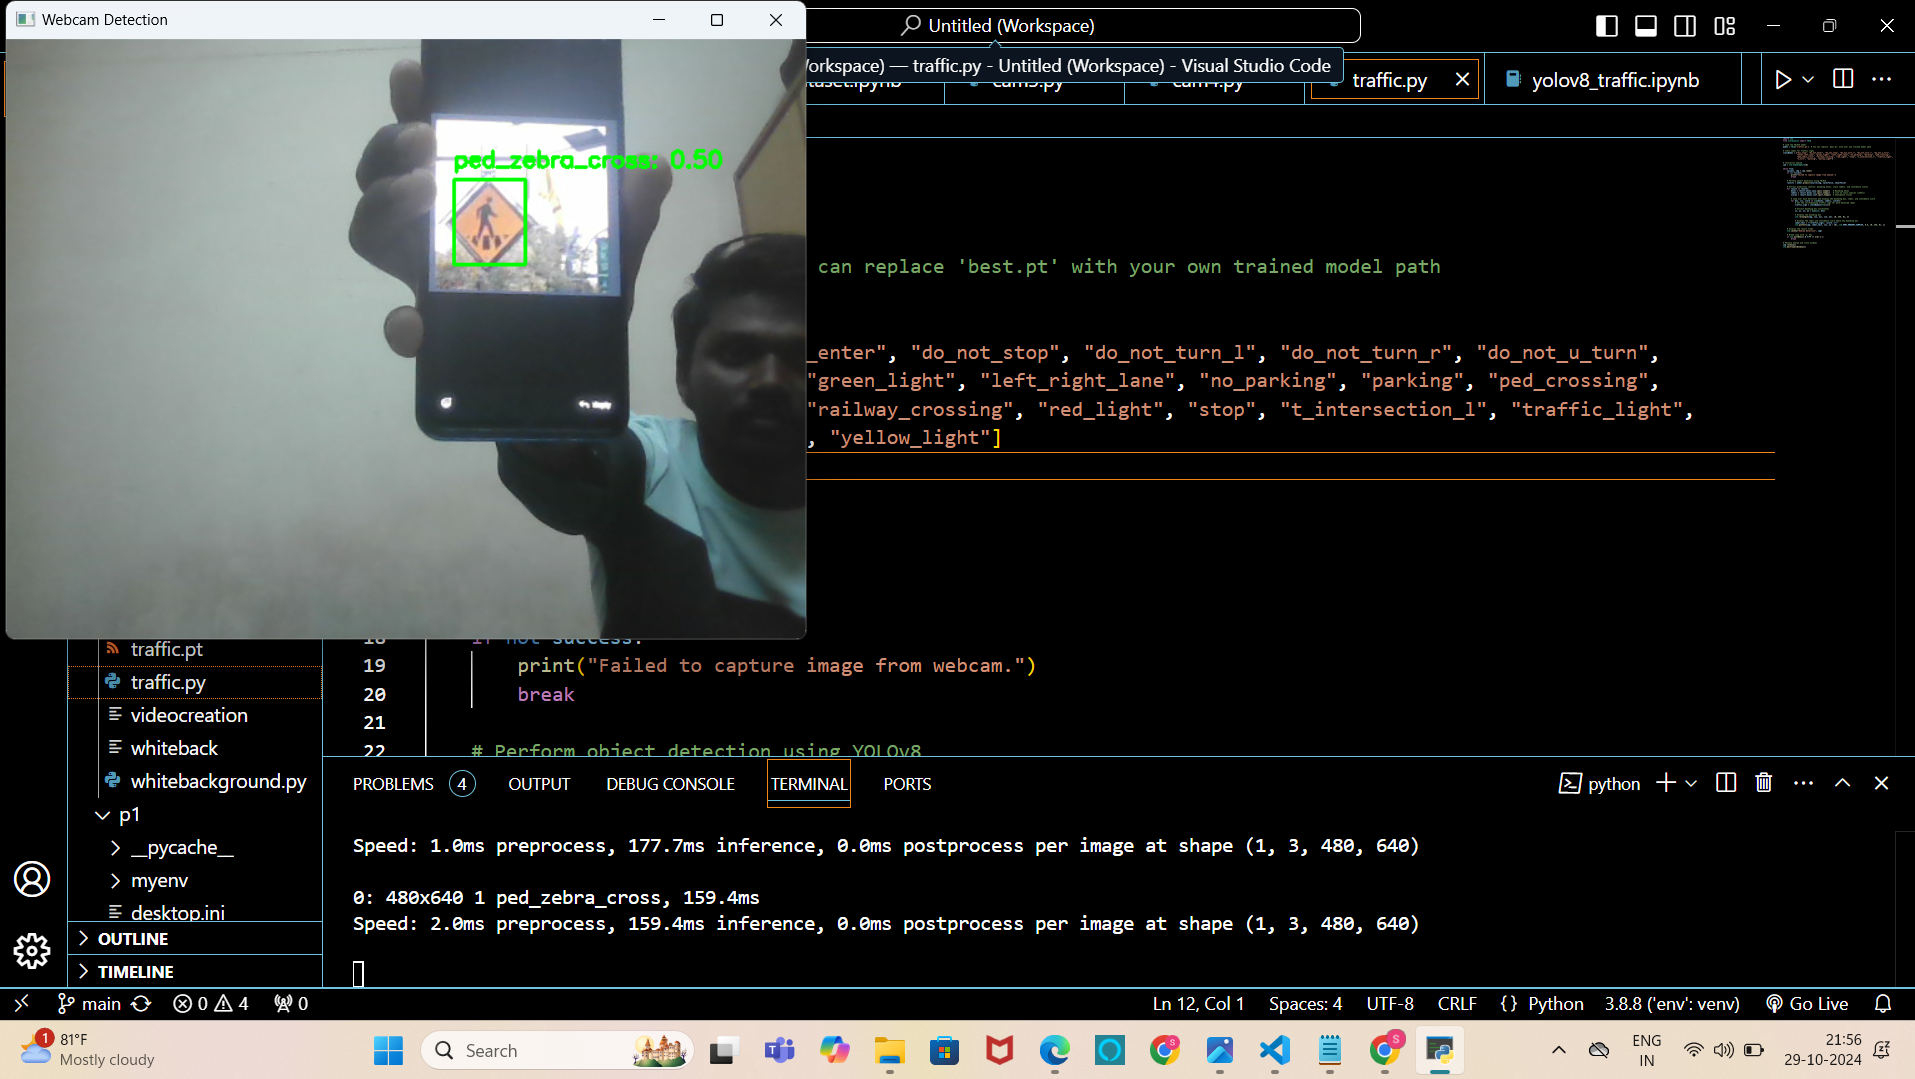 Webcam Detection
Untitled (Workspace)
Workspace) — traffic.py - Untitled (Workspace) - Visual Studio Code
traffic.py
yolov8_traffic.ipynb
ped_zebra_cross: 0.50
can replace 'best.pt' with your own trained model path
_enter", "do_not_stop", "do_not_turn_l", "do_not_turn_r", "do_not_u_turn",
"green_light", "left_right_lane", "no_parking", "parking", "ped_crossing",
"railway_crossing", "red_light", "stop", "t_intersection_l", "traffic_light",
, "yellow_light"]
18 if not success:
19 print("Failed to capture image from webcam.")
20 break
21
22 # Perform object detection using YOLOv8
traffic.pt
traffic.py
videocreation
whiteback
whitebackground.py
p1
__pycache__
myenv
desktop.ini
OUTLINE
TIMELINE
PROBLEMS 4 OUTPUT DEBUG CONSOLE TERMINAL PORTS
python
Speed: 1.0ms preprocess, 177.7ms inference, 0.0ms postprocess per image at shape (1, 3, 480, 640)
0: 480x640 1 ped_zebra_cross, 159.4ms
Speed: 2.0ms preprocess, 159.4ms inference, 0.0ms postprocess per image at shape (1, 3, 480, 640)
main 0 4 0
Ln 12, Col 1 Spaces: 4 UTF-8 CRLF {} Python 3.8.8 ('env': venv) Go Live
1
81°F
Mostly cloudy
Search
ENG
IN
21:56
29-10-2024